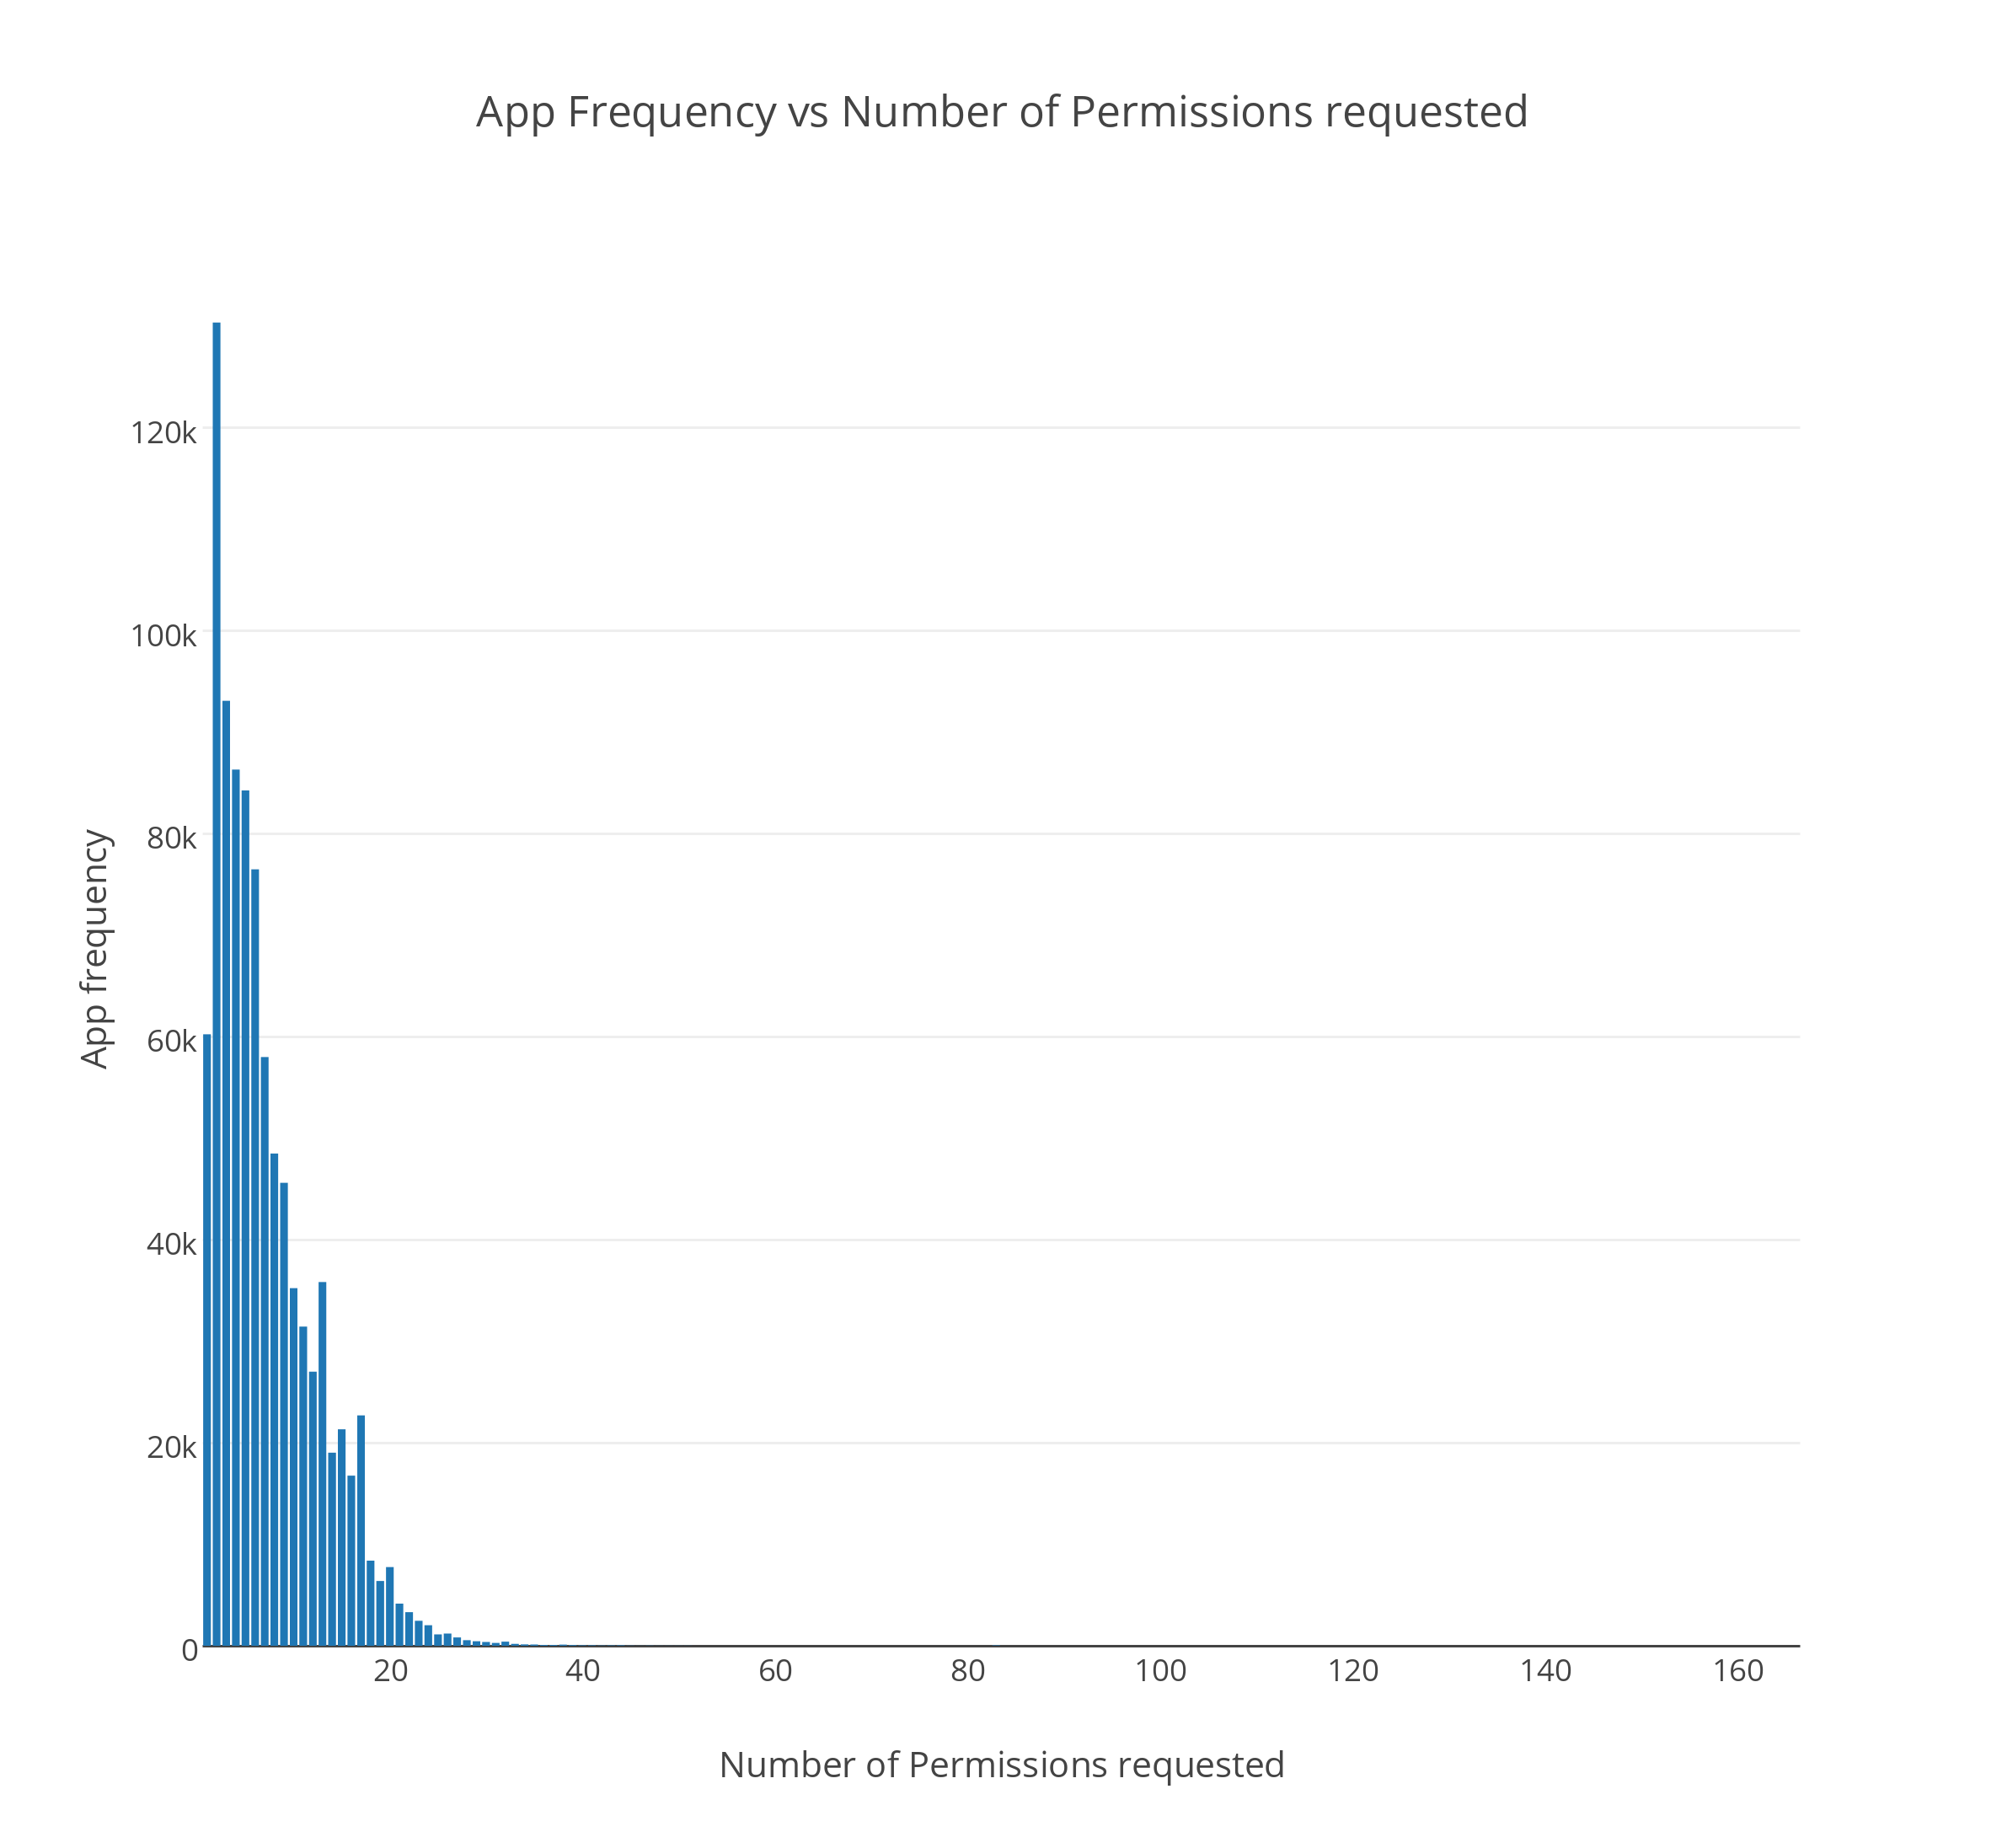 App Frequency vs Number of Permissions requested
120k
100k
80k
60k
40k
20k
0
App frequency
20 40 60 80 100 120 140 160
Number of Permissions requested